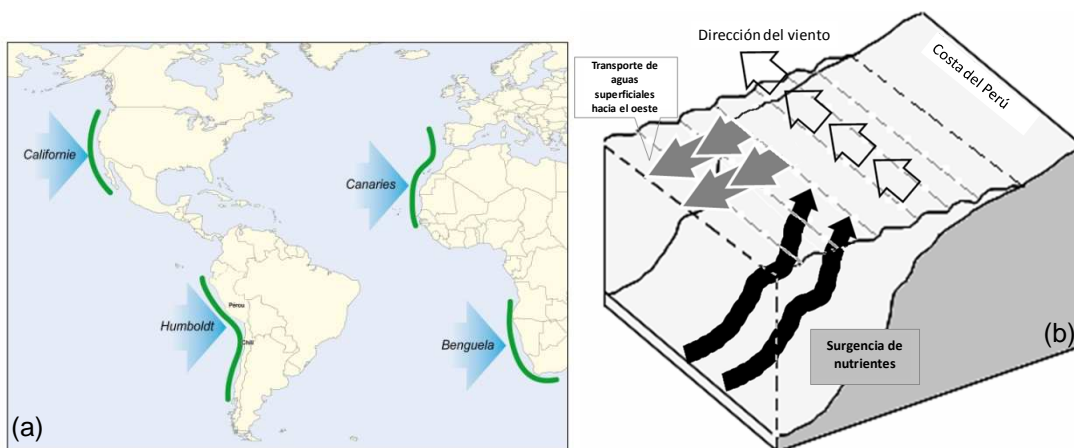 Californie
Canaries
Pérou
Humboldt
Chili
Benguela
(a)
Dirección del viento
Costa del Perú
Transporte de
aguas
superficiales
hacia el oeste
Surgencia de
nutrientes
(b)